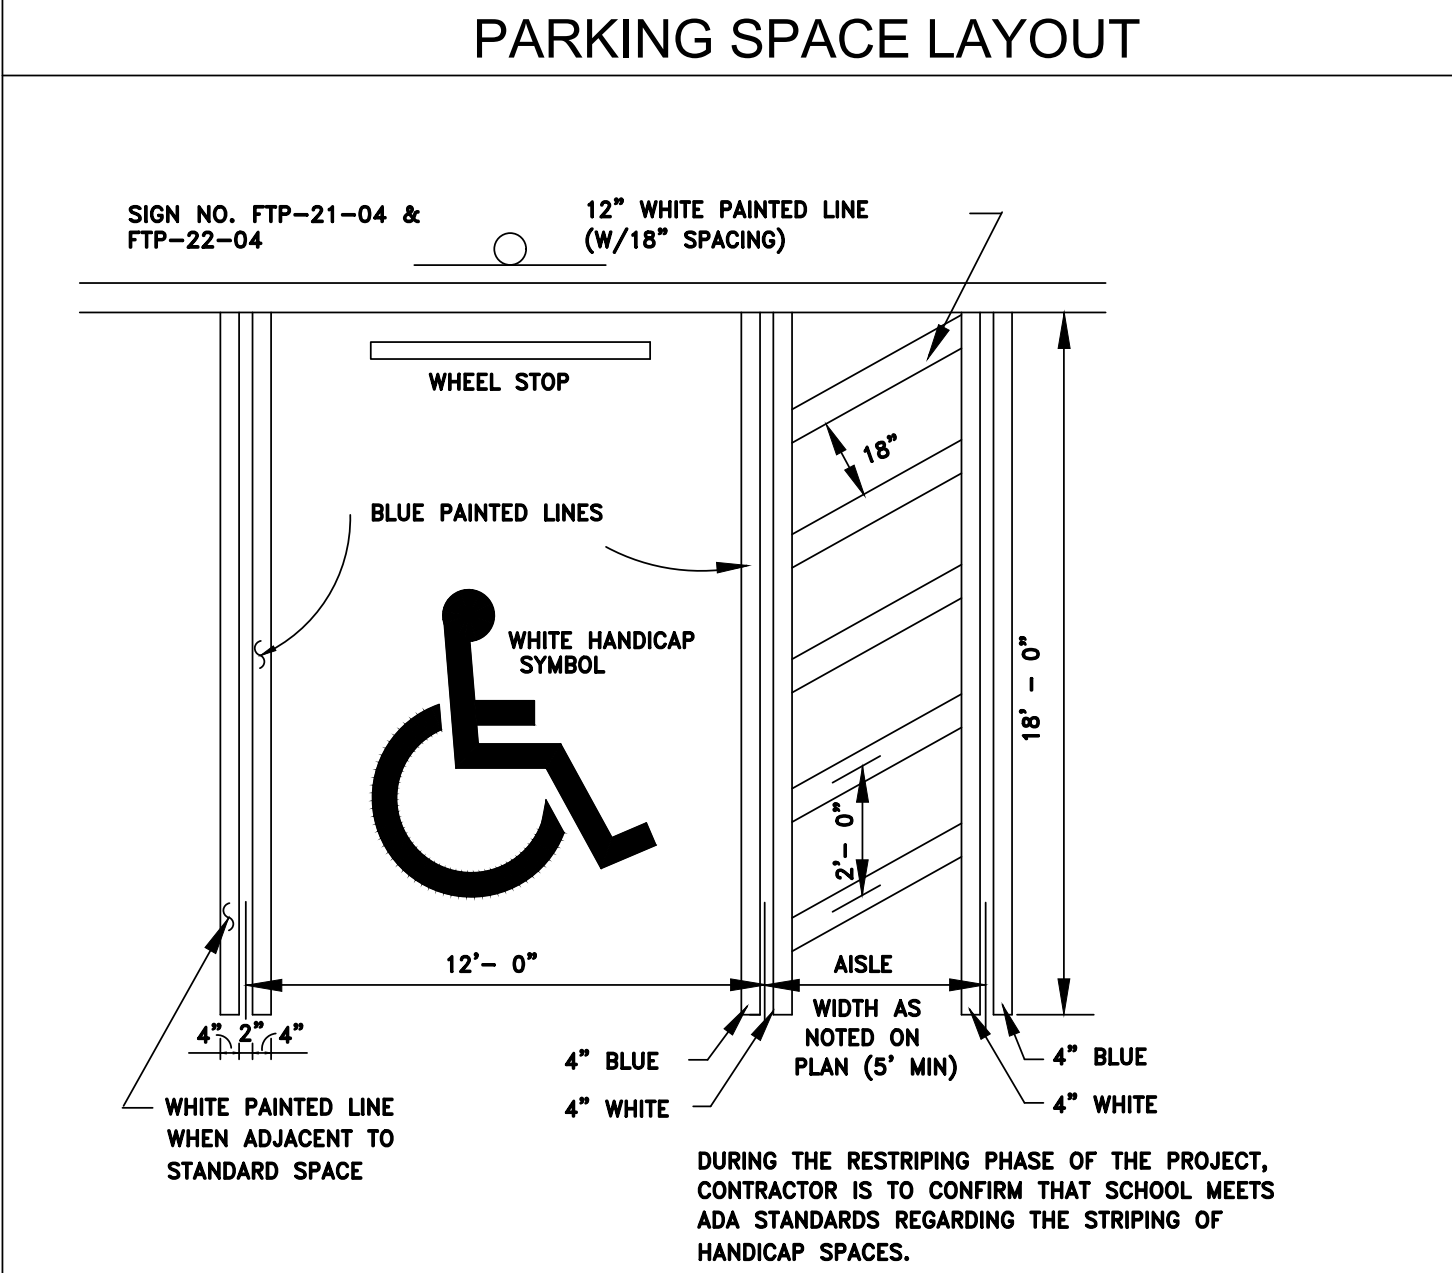 PARKING SPACE LAYOUT
SIGN NO. FTP-21-04 &
FTP-22-04
12" WHITE PAINTED LINE
(W/18" SPACING)
WHEEL STOP
18"
BLUE PAINTED LINES
WHITE HANDICAP
SYMBOL
18' - 0"
2'- 0"
12'- 0"
AISLE
WIDTH AS
NOTED ON
PLAN (5' MIN)
4" 2" 4"
4" BLUE
4" WHITE
4" BLUE
4" WHITE
WHITE PAINTED LINE
WHEN ADJACENT TO
STANDARD SPACE
DURING THE RESTRIPING PHASE OF THE PROJECT,
CONTRACTOR IS TO CONFIRM THAT SCHOOL MEETS
ADA STANDARDS REGARDING THE STRIPING OF
HANDICAP SPACES.